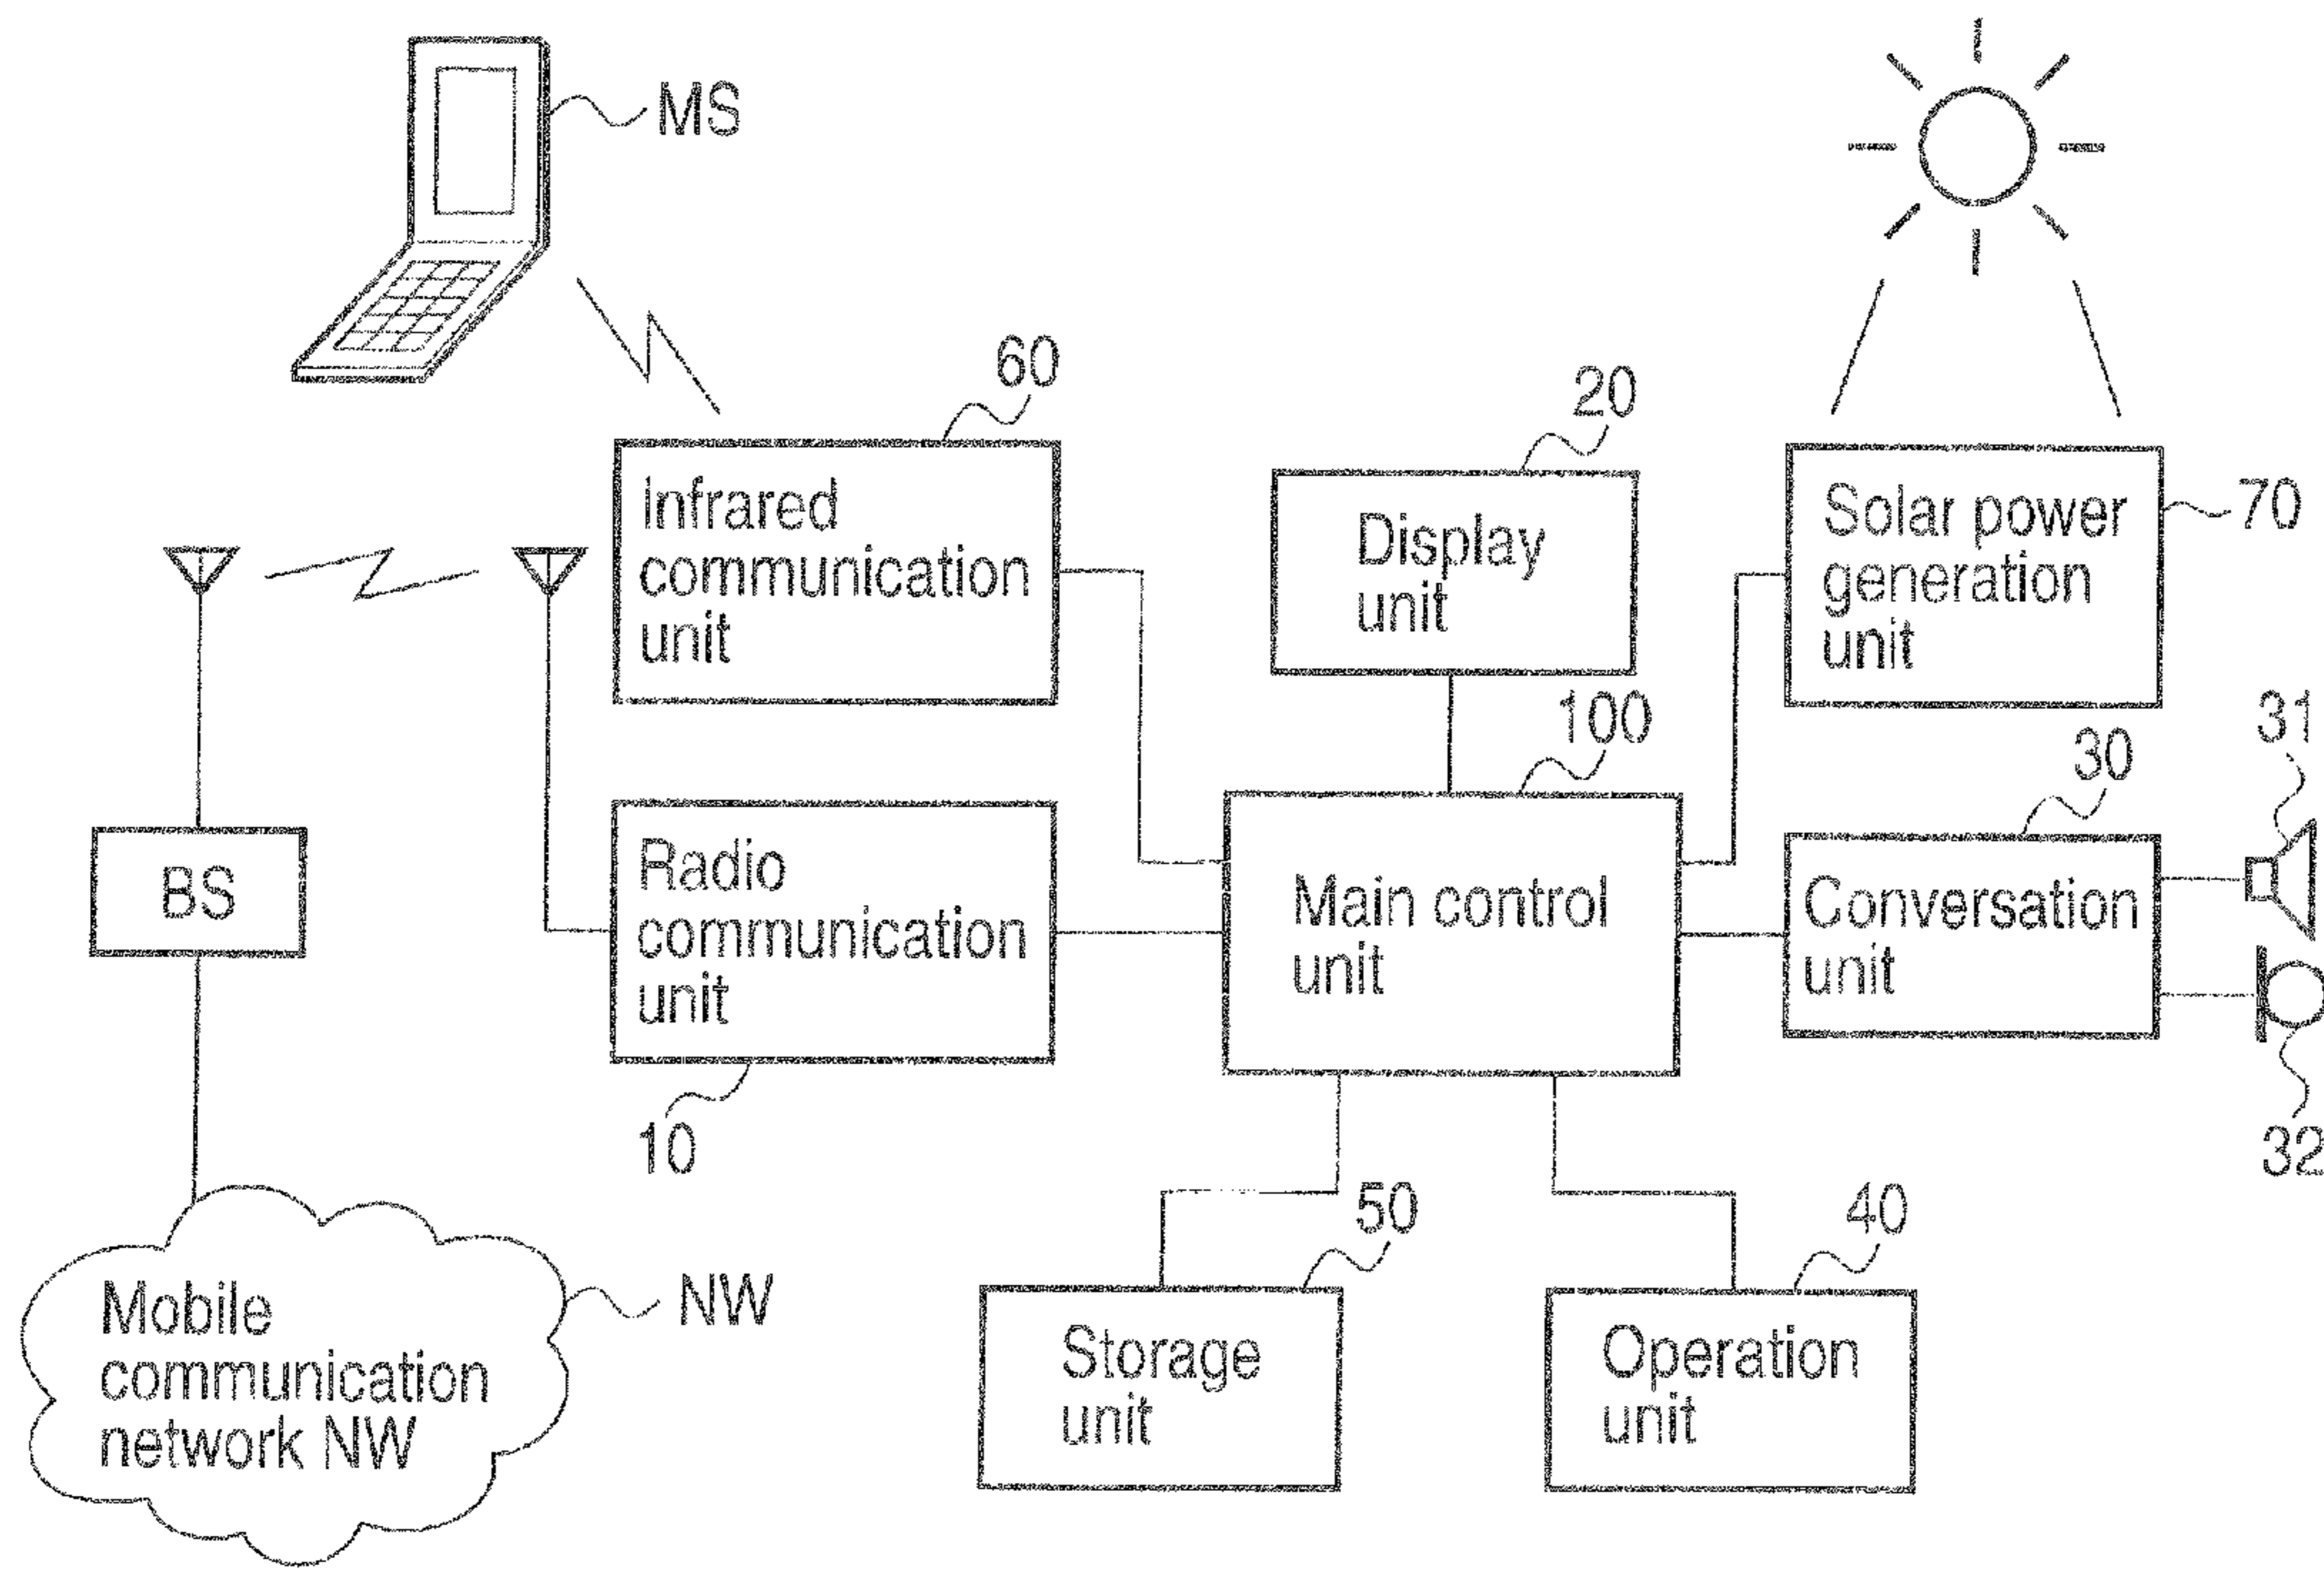 MS
60
Infrared
communication
unit
20
Display
unit
Solar power
generation
unit
70
BS
Radio
communication
unit
10
100
Main control
unit
30
Conversation
unit
31
32
Mobile
communication
network NW
NW
50
Storage
unit
40
Operation
unit